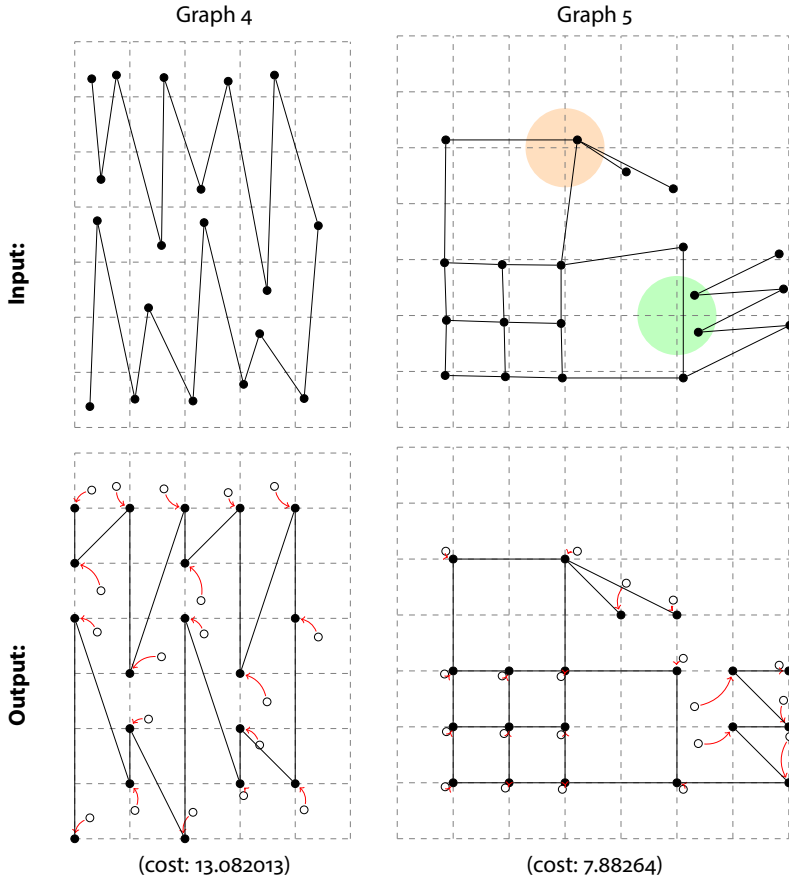 Graph 4
Graph 5
Input:
Output:
(cost: 13.082013)
(cost: 7.88264)